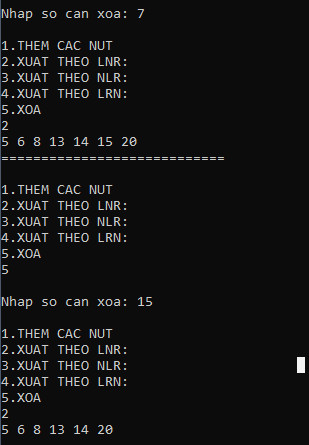 Nhap so can xoa: 7
1.THEM CAC NUT
2.XUAT THEO LNR:
3.XUAT THEO NLR:
4.XUAT THEO LRN:
5.XOA
2
5 6 8 13 14 15 20
============================
1.THEM CAC NUT
2.XUAT THEO LNR:
3.XUAT THEO NLR:
4.XUAT THEO LRN:
5.XOA
5
Nhap so can xoa: 15
1.THEM CAC NUT
2.XUAT THEO LNR:
3.XUAT THEO NLR:
4.XUAT THEO LRN:
5.XOA
2
5 6 8 13 14 20